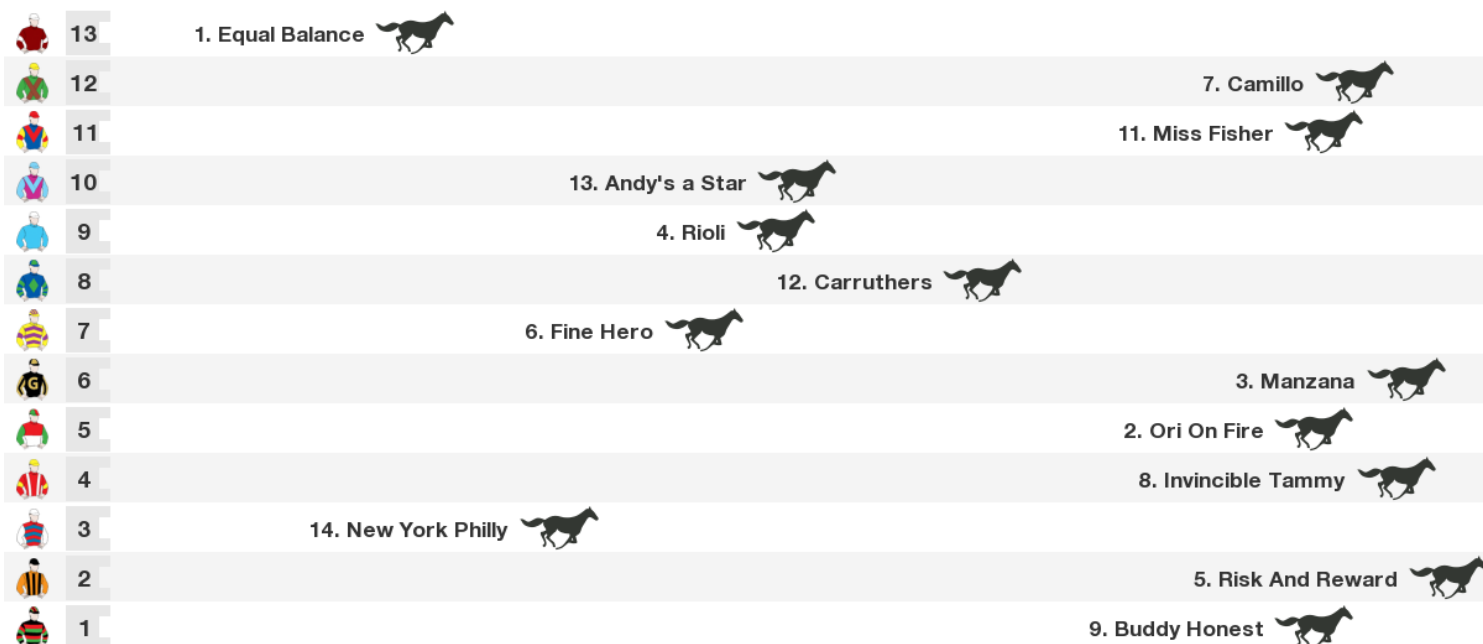 13 1. Equal Balance
12 7. Camillo
11 11. Miss Fisher
10 13. Andy's a Star
9 4. Rioli
8 12. Carruthers
7 6. Fine Hero
6 G 3. Manzana
5 2. Ori On Fire
4 8. Invincible Tammy
3 14. New York Philly
2 5. Risk And Reward
1 9. Buddy Honest